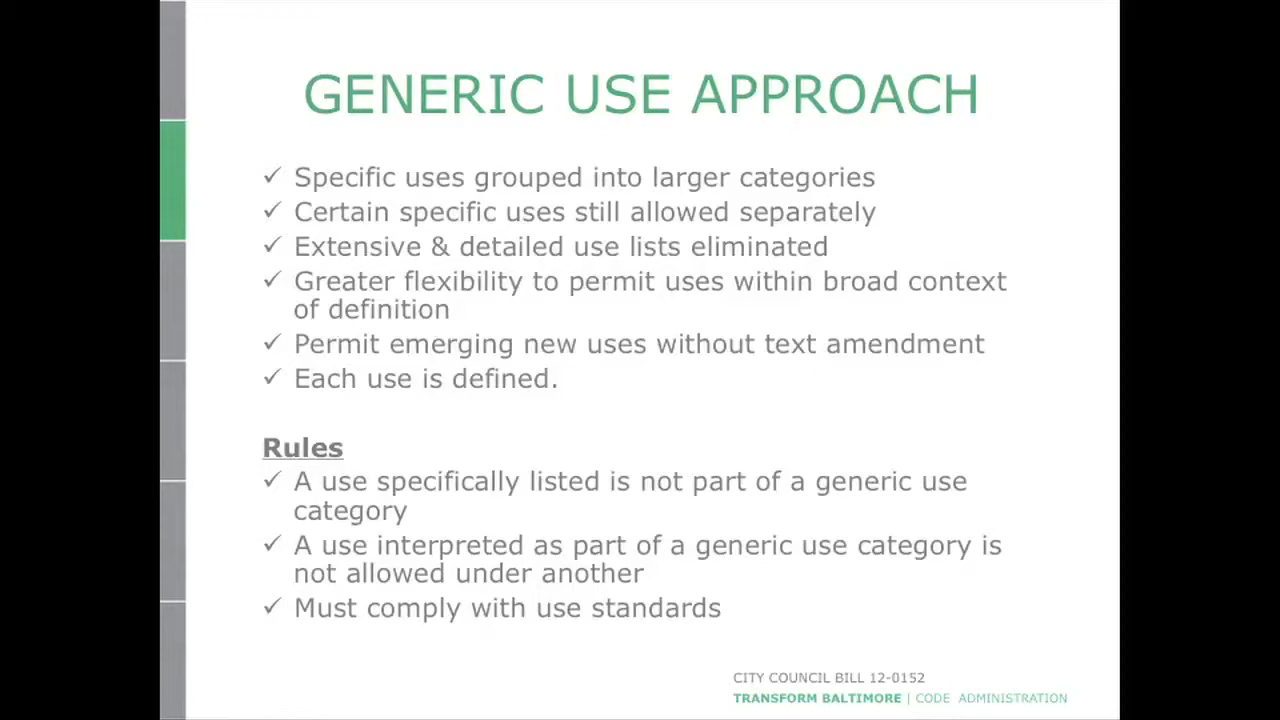 GENERIC USE APPROACH
✓ Specific uses grouped into larger categories
✓ Certain specific uses still allowed separately
✓ Extensive & detailed use lists eliminated
✓ Greater flexibility to permit uses within broad context
of definition
✓ Permit emerging new uses without text amendment
✓ Each use is defined.
Rules
✓ A use specifically listed is not part of a generic use
category
✓ A use interpreted as part of a generic use category is
not allowed under another
✓ Must comply with use standards
CITY COUNCIL BILL 12-0152
TRANSFORM BALTIMORE | CODE ADMINISTRATION